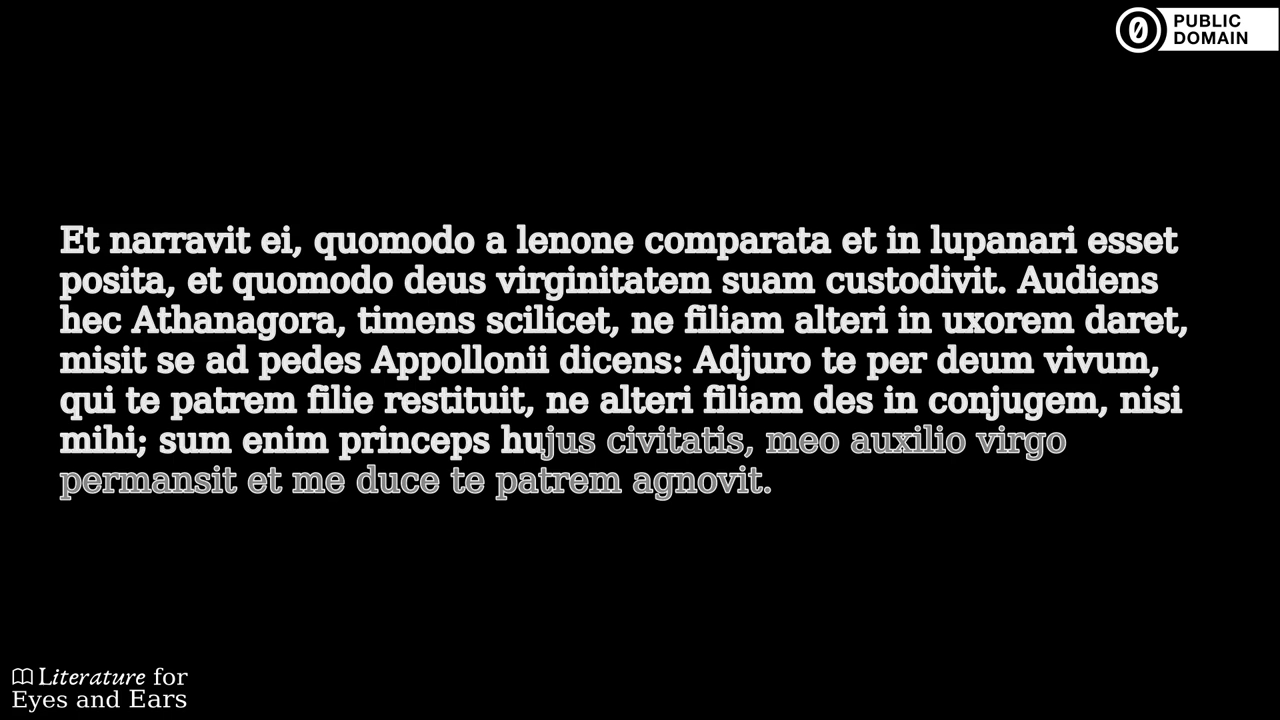 PUBLIC
DOMAIN
Et narravit ei, quomodo a lenone comparata et in lupanari esset
posita, et quomodo deus virginitatem suam custodivit. Audiens
hec Athanagora, timens scilicet, ne filiam alteri in uxorem daret,
misit se ad pedes Appollonii dicens: Adjuro te per deum vivum,
qui te patrem filie restituit, ne alteri filiam des in conjugem, nisi
mihi; sum enim princeps hujus civitatis, meo auxilio virgo
permansit et me duce te patrem agnovit.
Literature for
Eyes and Ears